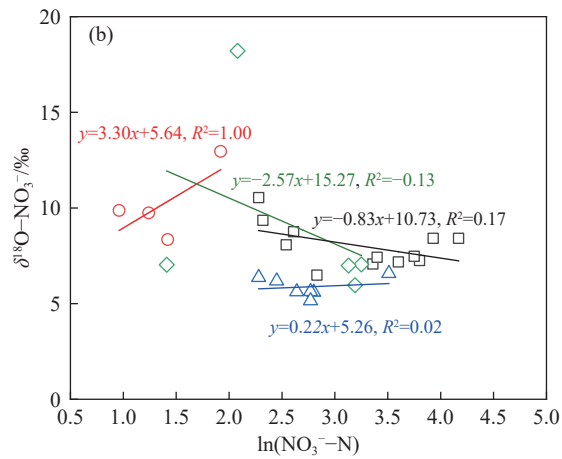 (b)
20
15
10
5
0
δ¹⁸O−NO₃⁻/‰
y=3.30x+5.64, R²=1.00
y=−2.57x+15.27, R²=−0.13
y=−0.83x+10.73, R²=0.17
y=0.22x+5.26, R²=0.02
0.5 1.0 1.5 2.0 2.5 3.0 3.5 4.0 4.5 5.0
ln(NO₃⁻−N)